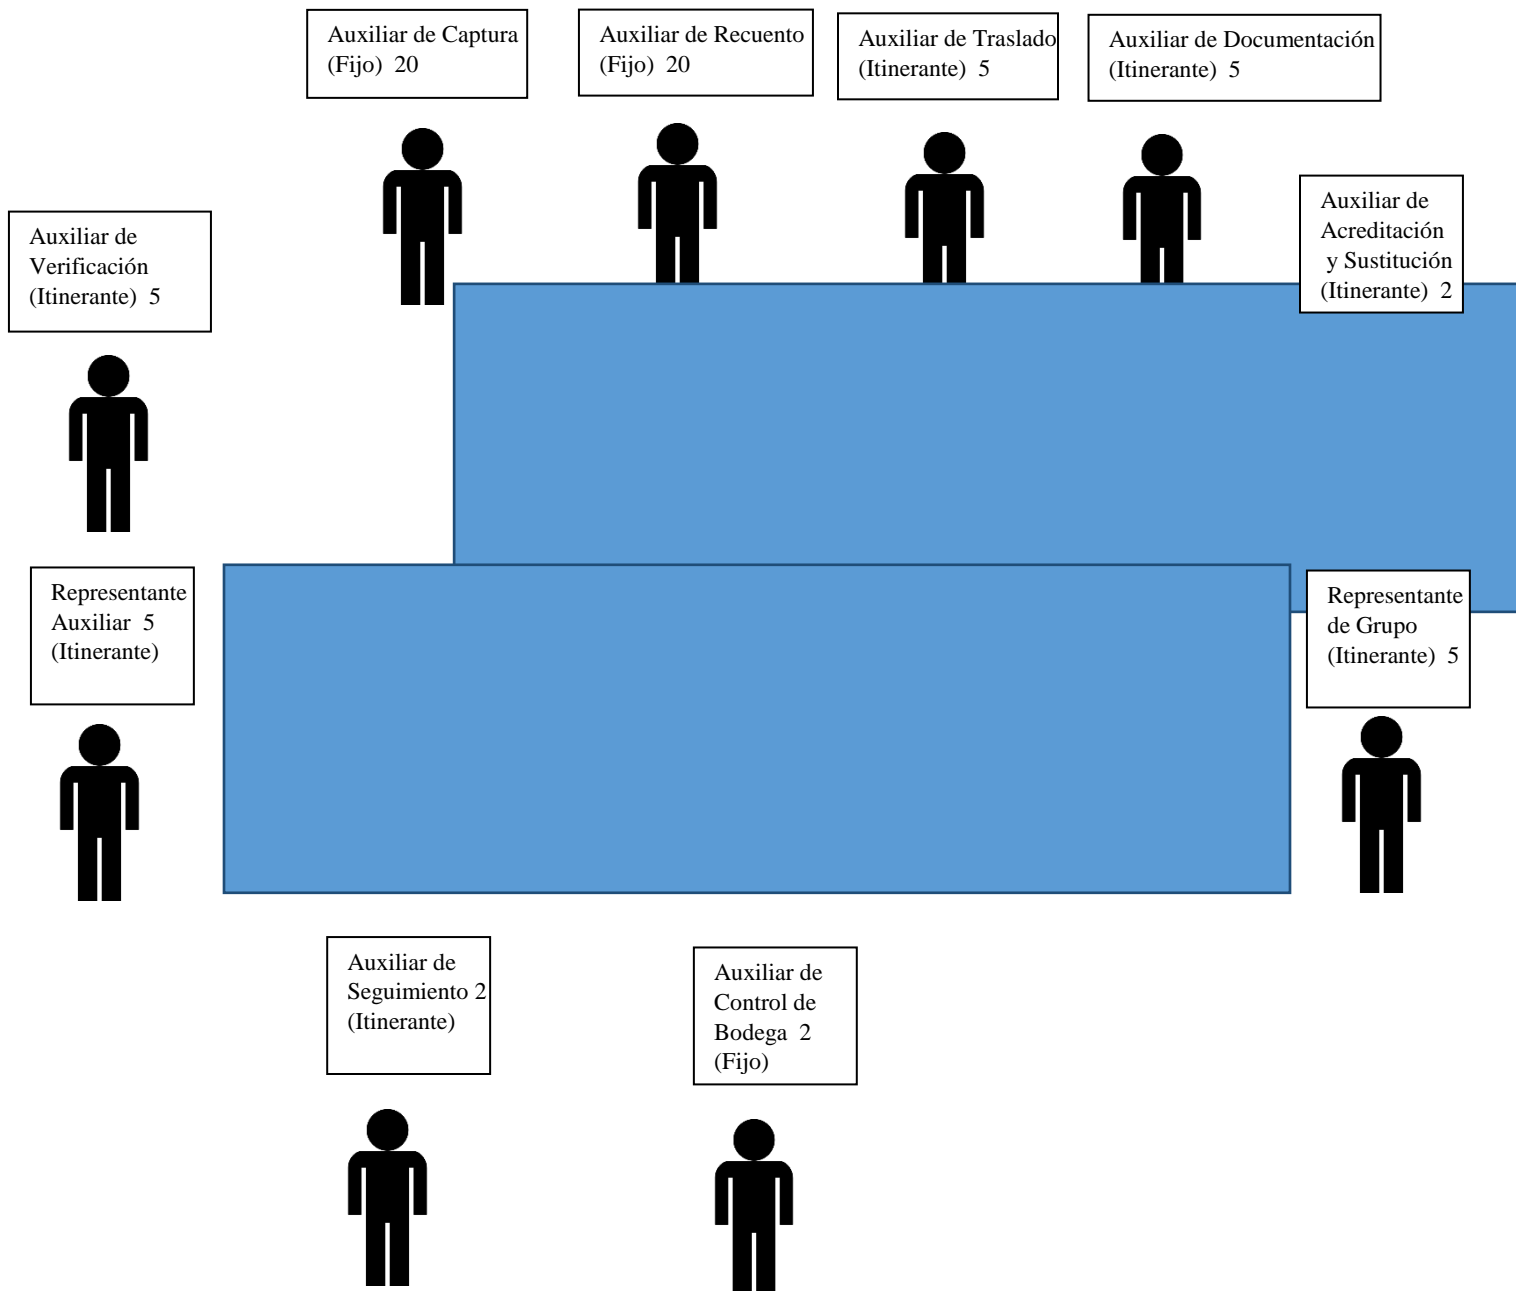 Auxiliar de Captura
(Fijo) 20
Auxiliar de Recuento
(Fijo) 20
Auxiliar de Traslado
(Itinerante) 5
Auxiliar de Documentación
(Itinerante) 5
Auxiliar de
Acreditación
y Sustitución
(Itinerante) 2
Auxiliar de
Verificación
(Itinerante) 5
Representante
Auxiliar 5
(Itinerante)
Representante
de Grupo
(Itinerante) 5
Auxiliar de
Seguimiento 2
(Itinerante)
Auxiliar de
Control de
Bodega 2
(Fijo)